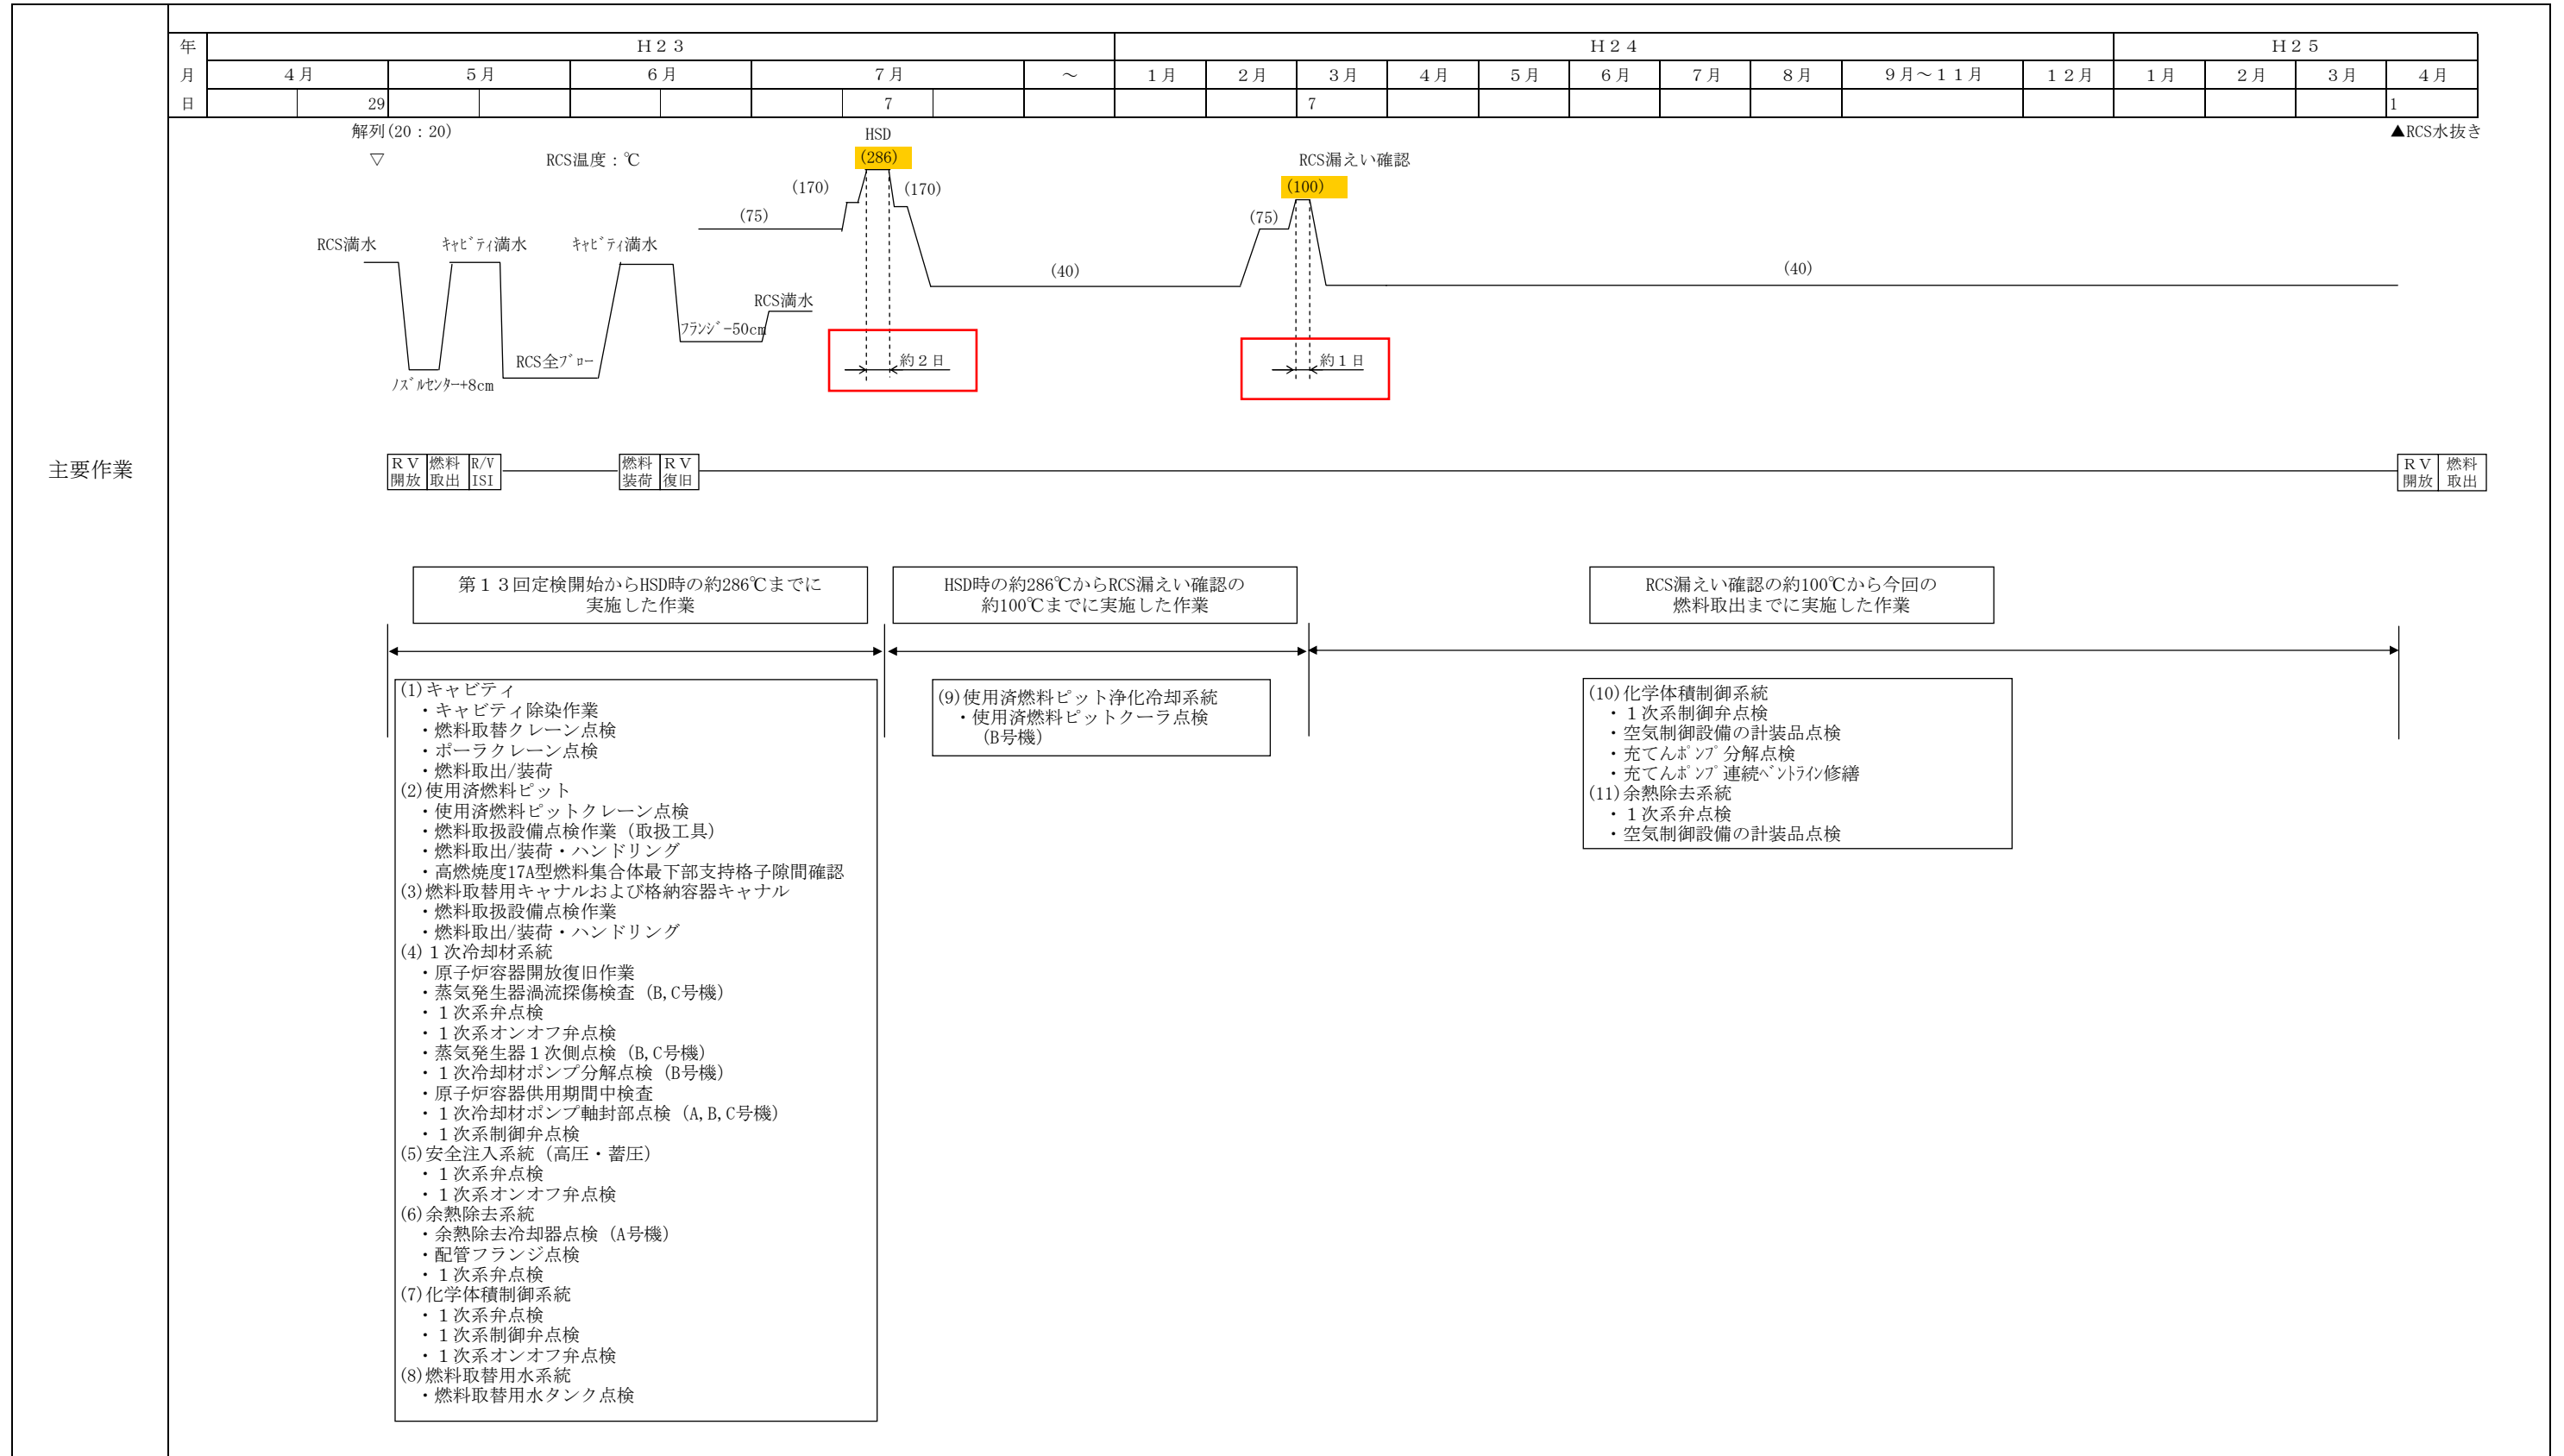 年 Ｈ２３ Ｈ２４ Ｈ２５
月 ４月 ５月 ６月 ７月 ～ １月 ２月 ３月 ４月 ５月 ６月 ７月 ８月 ９月～１１月 １２月 １月 ２月 ３月 ４月
日 29 7 7 1
解列(20：20)
▽
RCS温度：℃
HSD
(286)
RCS漏えい確認
(100)
▲RCS水抜き
(170)
(170)
(75)
(75)
RCS満水
ｷｬﾋﾞﾃｨ満水
ｷｬﾋﾞﾃｨ満水
(40)
(40)
RCS満水
ﾌﾗﾝｼﾞ-50cm
RCS全ﾌﾞﾛｰ
ﾉｽﾞﾙｾﾝﾀｰ+8cm
約２日
約１日
主要作業
ＲＶ
開放
燃料
取出
R/V
ISI
燃料
装荷
ＲＶ
復旧
ＲＶ
開放
燃料
取出
第１３回定検開始からHSD時の約286℃までに
実施した作業
HSD時の約286℃からRCS漏えい確認の
約100℃までに実施した作業
RCS漏えい確認の約100℃から今回の
燃料取出までに実施した作業
(1)キャビティ
・キャビティ除染作業
・燃料取替クレーン点検
・ポーラクレーン点検
・燃料取出/装荷
(2)使用済燃料ピット
・使用済燃料ピットクレーン点検
・燃料取扱設備点検作業（取扱工具）
・燃料取出/装荷・ハンドリング
・高燃焼度17A型燃料集合体最下部支持格子隙間確認
(3)燃料取替用キャナルおよび格納容器キャナル
・燃料取扱設備点検作業
・燃料取出/装荷・ハンドリング
(4)１次冷却材系統
・原子炉容器開放復旧作業
・蒸気発生器渦流探傷検査（B,C号機）
・１次系弁点検
・１次系オンオフ弁点検
・蒸気発生器１次側点検（B,C号機）
・１次冷却材ポンプ分解点検（B号機）
・原子炉容器供用期間中検査
・１次冷却材ポンプ軸封部点検（A,B,C号機）
・１次系制御弁点検
(5)安全注入系統（高圧・蓄圧）
・１次系弁点検
・１次系オンオフ弁点検
(6)余熱除去系統
・余熱除去冷却器点検（A号機）
・配管フランジ点検
・１次系弁点検
(7)化学体積制御系統
・１次系弁点検
・１次系制御弁点検
・１次系オンオフ弁点検
(8)燃料取替用水系統
・燃料取替用水タンク点検
(9)使用済燃料ピット浄化冷却系統
・使用済燃料ピットクーラ点検
（B号機）
(10)化学体積制御系統
・１次系制御弁点検
・空気制御設備の計装品点検
・充てんﾎﾟﾝﾌﾟ分解点検
・充てんﾎﾟﾝﾌﾟ連続ﾍﾞﾝﾄﾗｲﾝ修繕
(11)余熱除去系統
・１次系弁点検
・空気制御設備の計装品点検